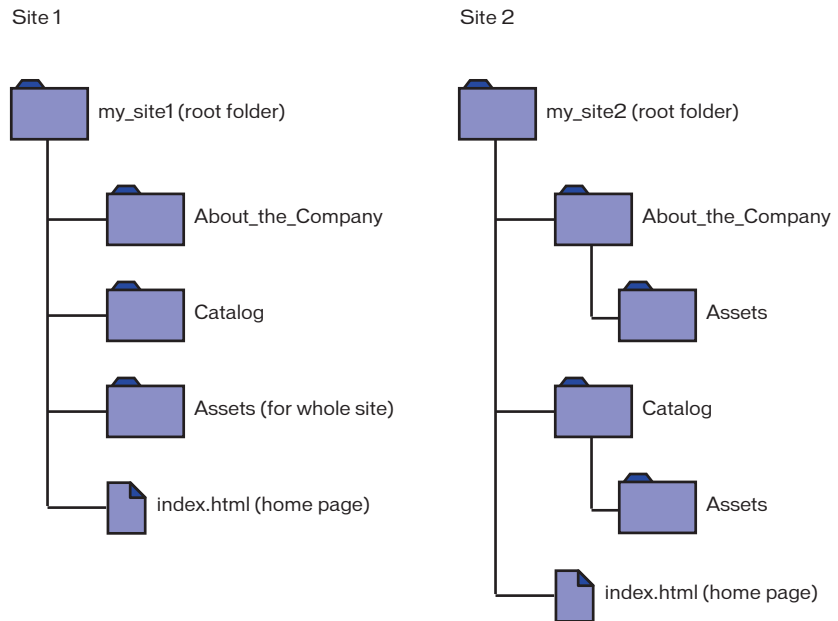 Site 1
my_site1 (root folder)
About_the_Company
Catalog
Assets (for whole site)
index.html (home page)
Site 2
my_site2 (root folder)
About_the_Company
Assets
Catalog
Assets
index.html (home page)